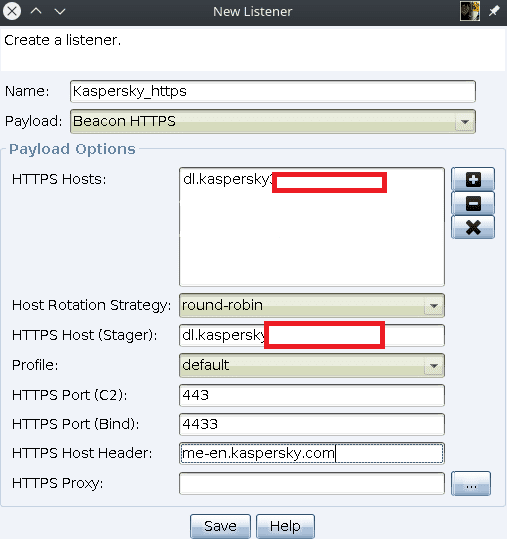 New Listener
Create a listener.
Name: Kaspersky_https
Payload: Beacon HTTPS
Payload Options
HTTPS Hosts: dl.kaspersky
Host Rotation Strategy: round-robin
HTTPS Host (Stager): dl.kaspersky
Profile: default
HTTPS Port (C2): 443
HTTPS Port (Bind): 4433
HTTPS Host Header: me-en.kaspersky.com
HTTPS Proxy: ...
Save Help